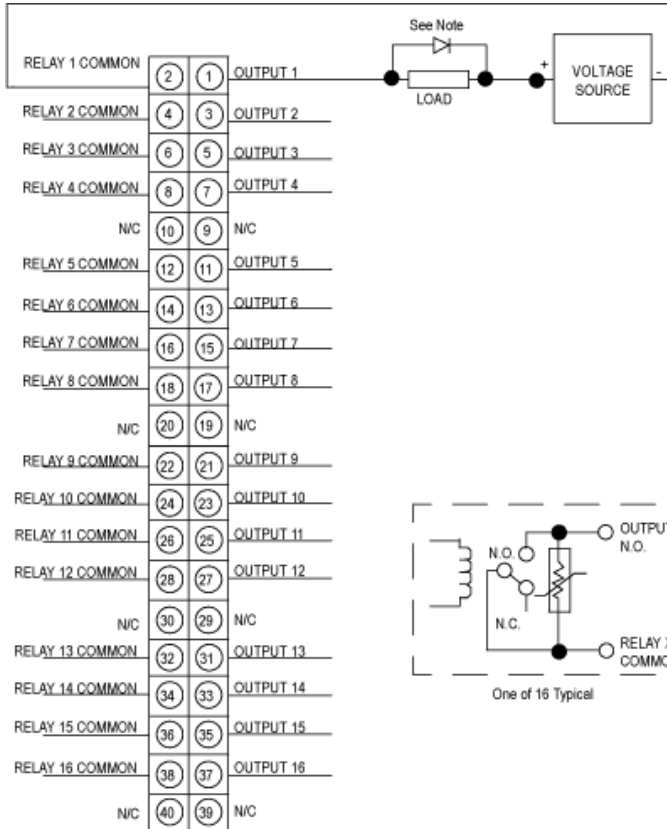 See Note
RELAY 1 COMMON 2 1 OUTPUT 1
LOAD
+ VOLTAGE SOURCE -
RELAY 2 COMMON 4 3 OUTPUT 2
RELAY 3 COMMON 6 5 OUTPUT 3
RELAY 4 COMMON 8 7 OUTPUT 4
N/C 10 9 N/C
RELAY 5 COMMON 12 11 OUTPUT 5
RELAY 6 COMMON 14 13 OUTPUT 6
RELAY 7 COMMON 16 15 OUTPUT 7
RELAY 8 COMMON 18 17 OUTPUT 8
N/C 20 19 N/C
RELAY 9 COMMON 22 21 OUTPUT 9
RELAY 10 COMMON 24 23 OUTPUT 10
RELAY 11 COMMON 26 25 OUTPUT 11
RELAY 12 COMMON 28 27 OUTPUT 12
N/C 30 29 N/C
RELAY 13 COMMON 32 31 OUTPUT 13
RELAY 14 COMMON 34 33 OUTPUT 14
RELAY 15 COMMON 36 35 OUTPUT 15
RELAY 16 COMMON 38 37 OUTPUT 16
N/C 40 39 N/C
OUTPUT
N.O.
N.O.
N.C.
RELAY
One of 16 Typical